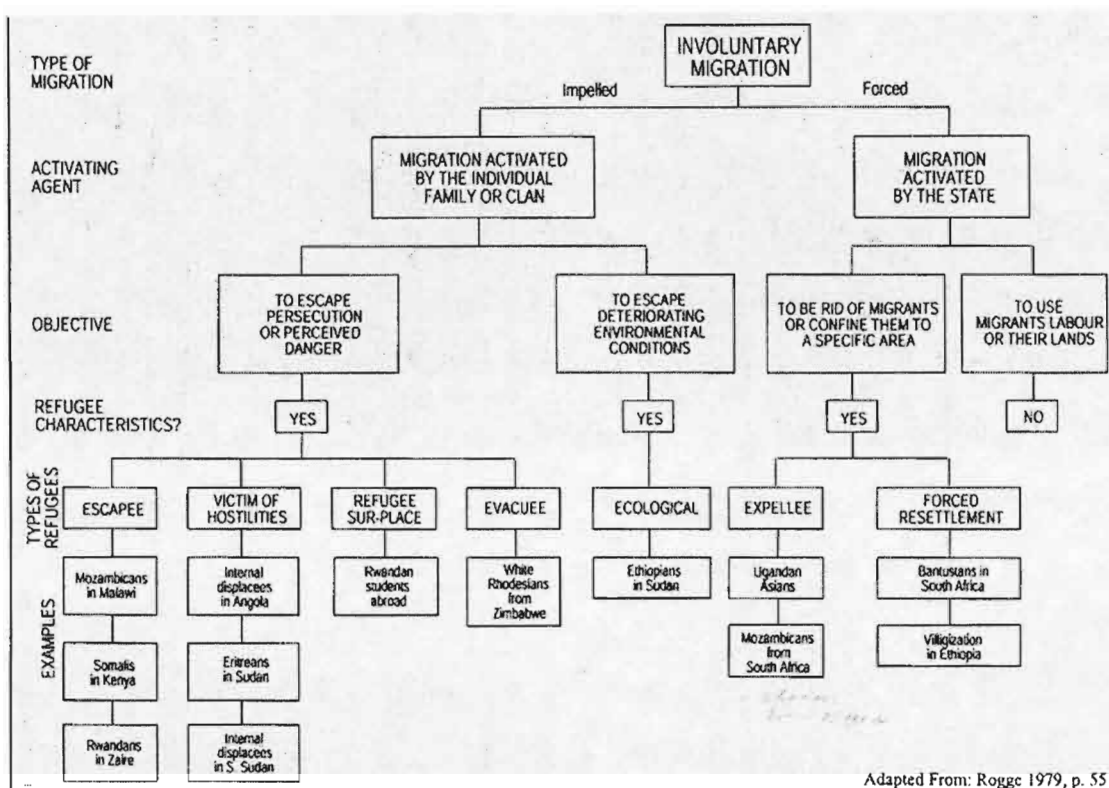 TYPE OF
MIGRATION
INVOLUNTARY
MIGRATION
Impelled
Forced
ACTIVATING
AGENT
MIGRATION ACTIVATED
BY THE INDIVIDUAL
FAMILY OR CLAN
MIGRATION
ACTIVATED
BY THE STATE
OBJECTIVE
TO ESCAPE
PERSECUTION
OR PERCEIVED
DANGER
TO ESCAPE
DETERIORATING
ENVIRONMENTAL
CONDITIONS
TO BE RID OF MIGRANTS
OR CONFINE THEM TO
A SPECIFIC AREA
TO USE
MIGRANTS LABOUR
OR THEIR LANDS
REFUGEE
CHARACTERISTICS?
YES
YES
YES
NO
TYPES OF
REFUGEES
ESCAPEE
VICTIM OF
HOSTILITIES
REFUGEE
SUR-PLACE
EVACUEE
ECOLOGICAL
EXPELLEE
FORCED
RESETTLEMENT
EXAMPLES
Mozambicans
in Malawi
Internal
displacees
in Angola
Rwandan
students
abroad
White
Rhodesians
from
Zimbabwe
Ethiopians
in Sudan
Ugandan
Asians
Bantustans in
South Africa
Somalis
in Kenya
Eritreans
in Sudan
Mozambicans
from
South Africa
Villigization
in Ethiopia
Rwandans
in Zaire
Internal
displacees
in S. Sudan
Adapted From: Rogge 1979, p. 55